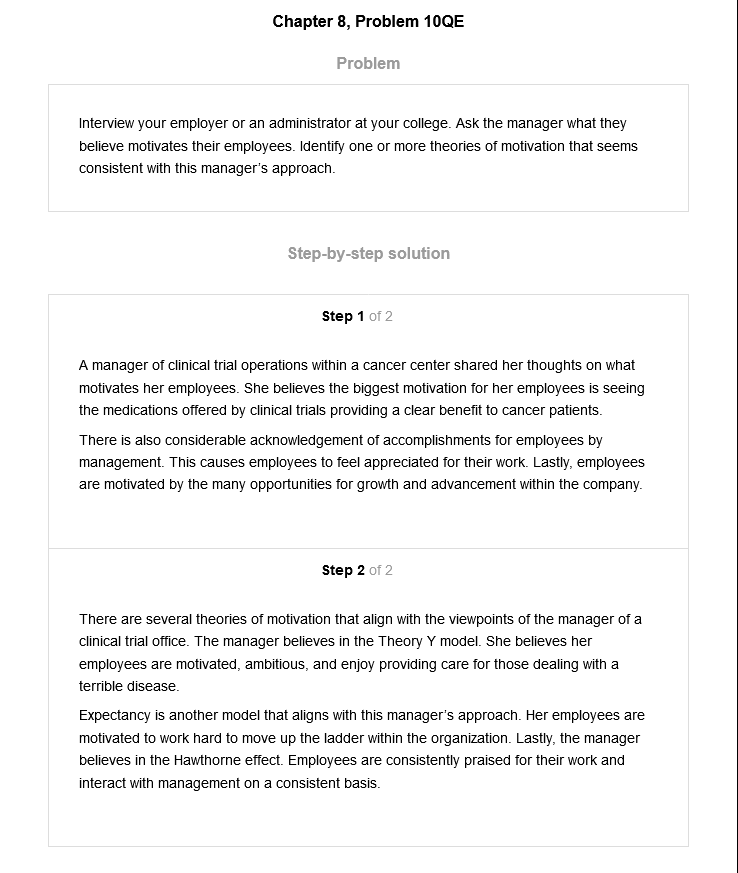 Chapter 8, Problem 10QE
Problem
Interview your employer or an administrator at your college. Ask the manager what they
believe motivates their employees. Identify one or more theories of motivation that seems
consistent with this manager's approach.
Step-by-step solution
Step 1 of 2
A manager of clinical trial operations within a cancer center shared her thoughts on what
motivates her employees. She believes the biggest motivation for her employees is seeing
the medications offered by clinical trials providing a clear benefit to cancer patients.
There is also considerable acknowledgement of accomplishments for employees by
management. This causes employees to feel appreciated for their work. Lastly, employees
are motivated by the many opportunities for growth and advancement within the company.
Step 2 of 2
There are several theories of motivation that align with the viewpoints of the manager of a
clinical trial office. The manager believes in the Theory Y model. She believes her
employees are motivated, ambitious, and enjoy providing care for those dealing with a
terrible disease.
Expectancy is another model that aligns with this manager's approach. Her employees are
motivated to work hard to move up the ladder within the organization. Lastly, the manager
believes in the Hawthorne effect. Employees are consistently praised for their work and
interact with management on a consistent basis.